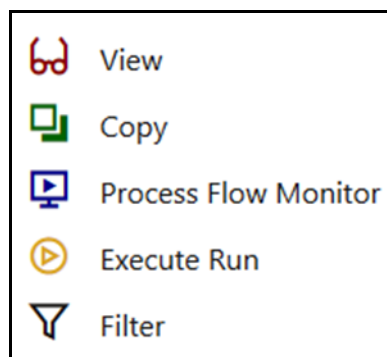 View
Copy
Process Flow Monitor
Execute Run
Filter